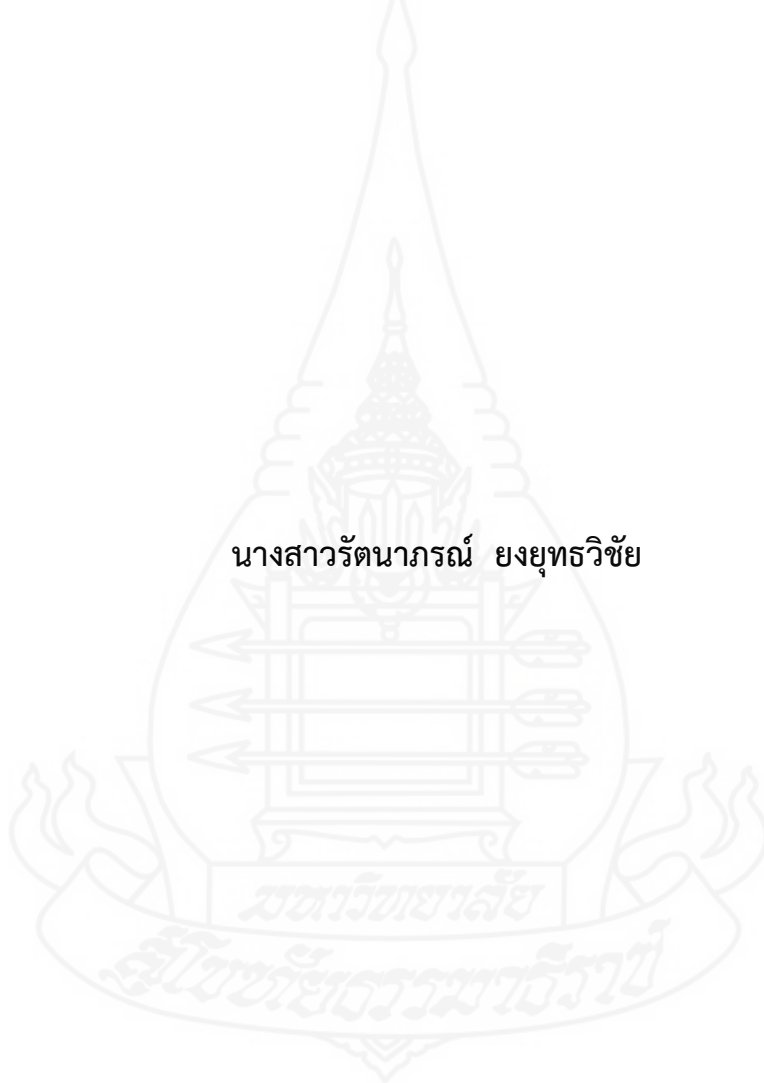 นางสาวรัตนาภรณ์ ยงยุทธวิชัย
มหาวิทยาลัย
สุโขทัยธรรมาธิราช